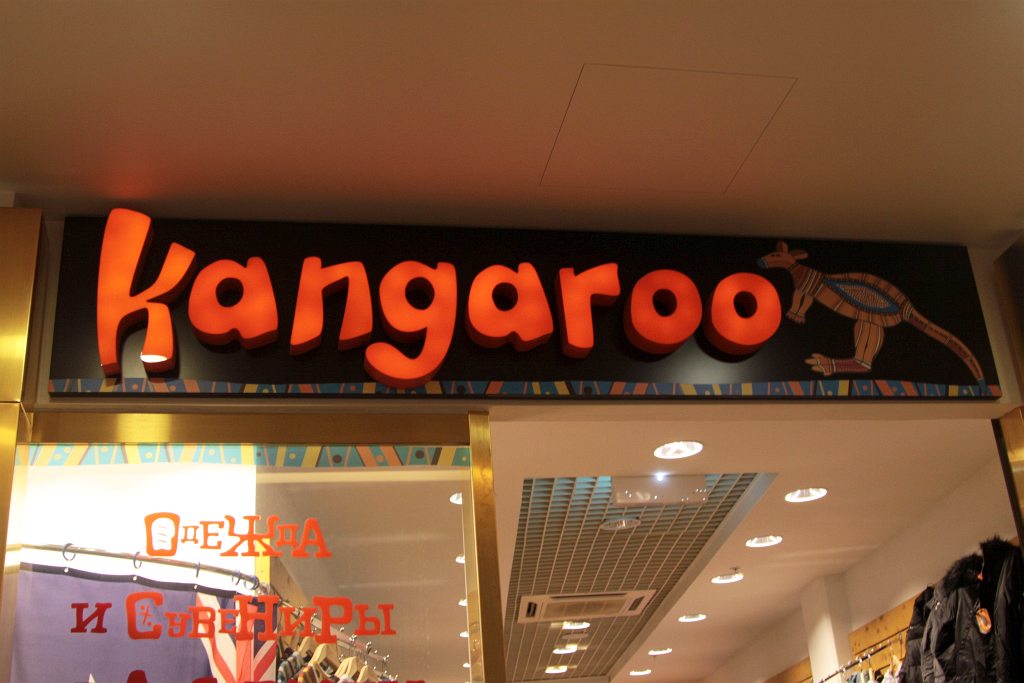 Kangaroo
Одежда
и Сувениры